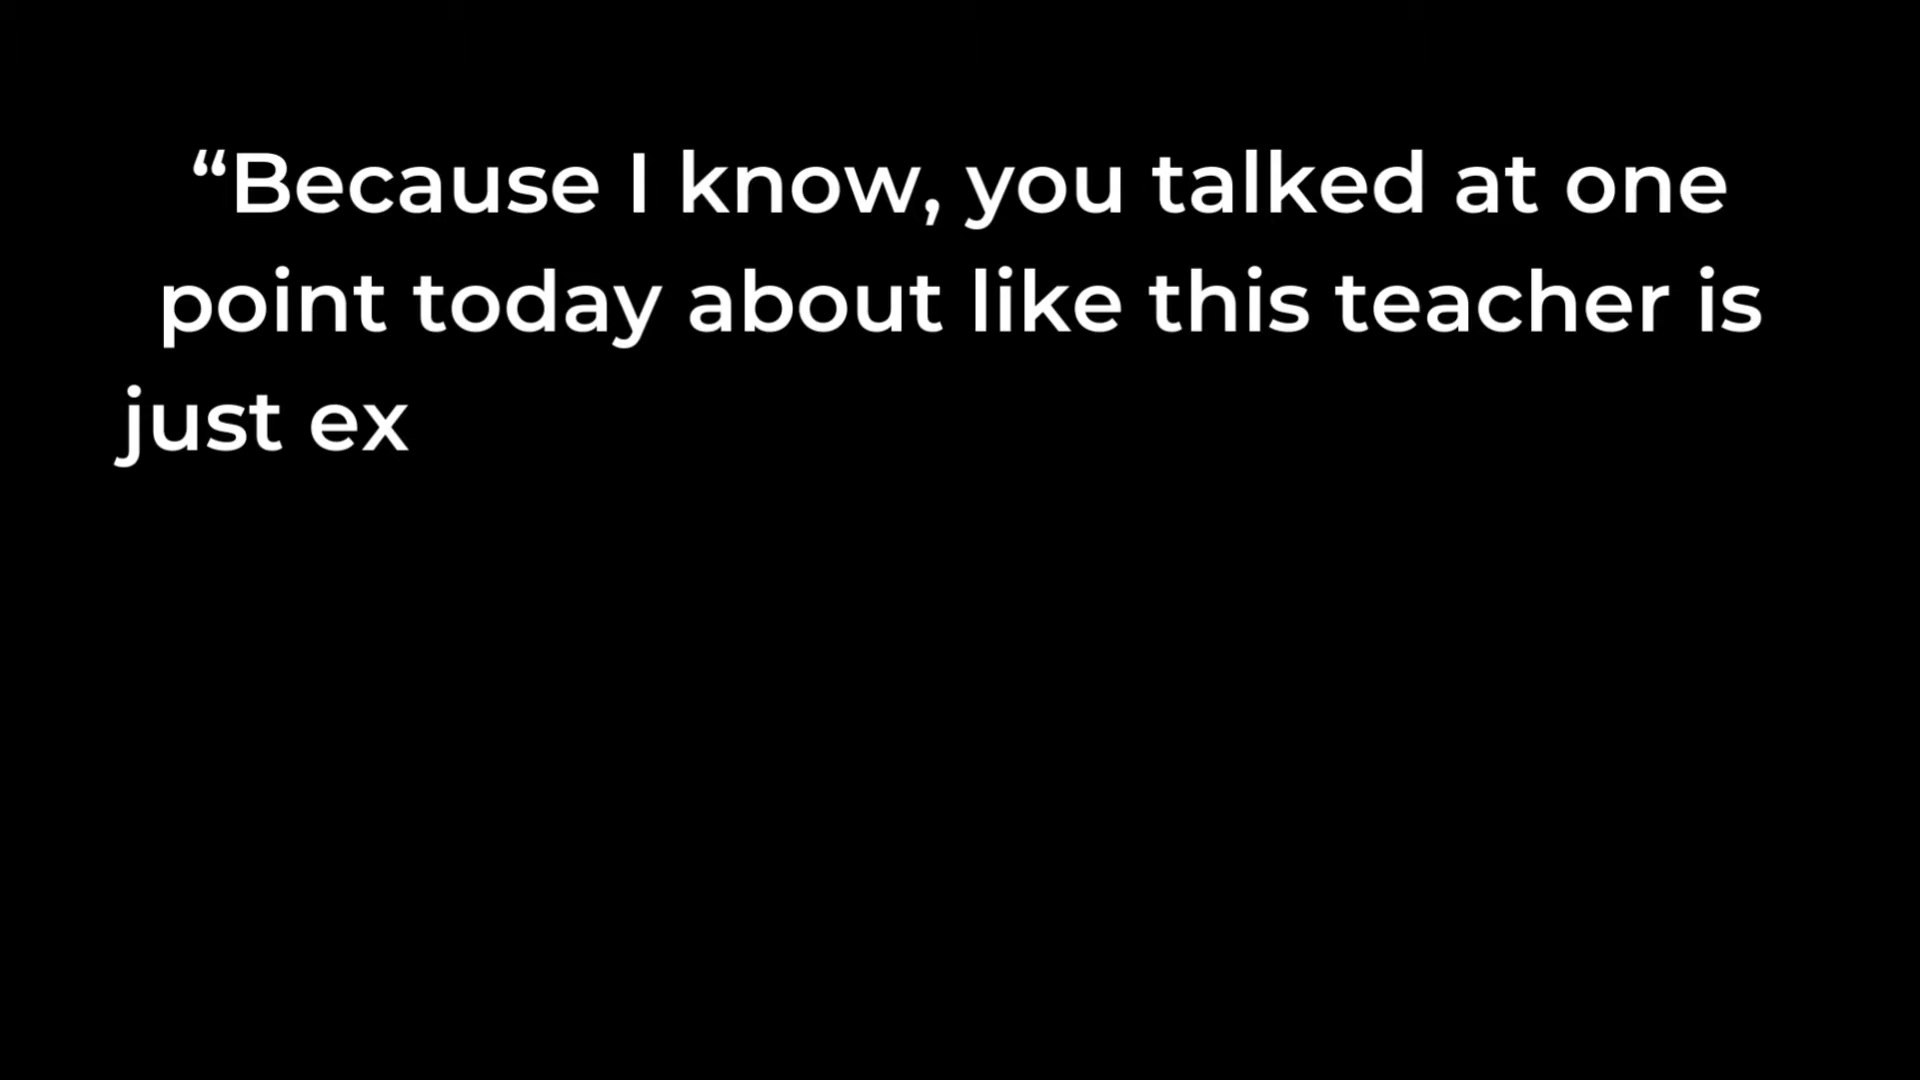 “Because I know, you talked at one
point today about like this teacher is
just ex